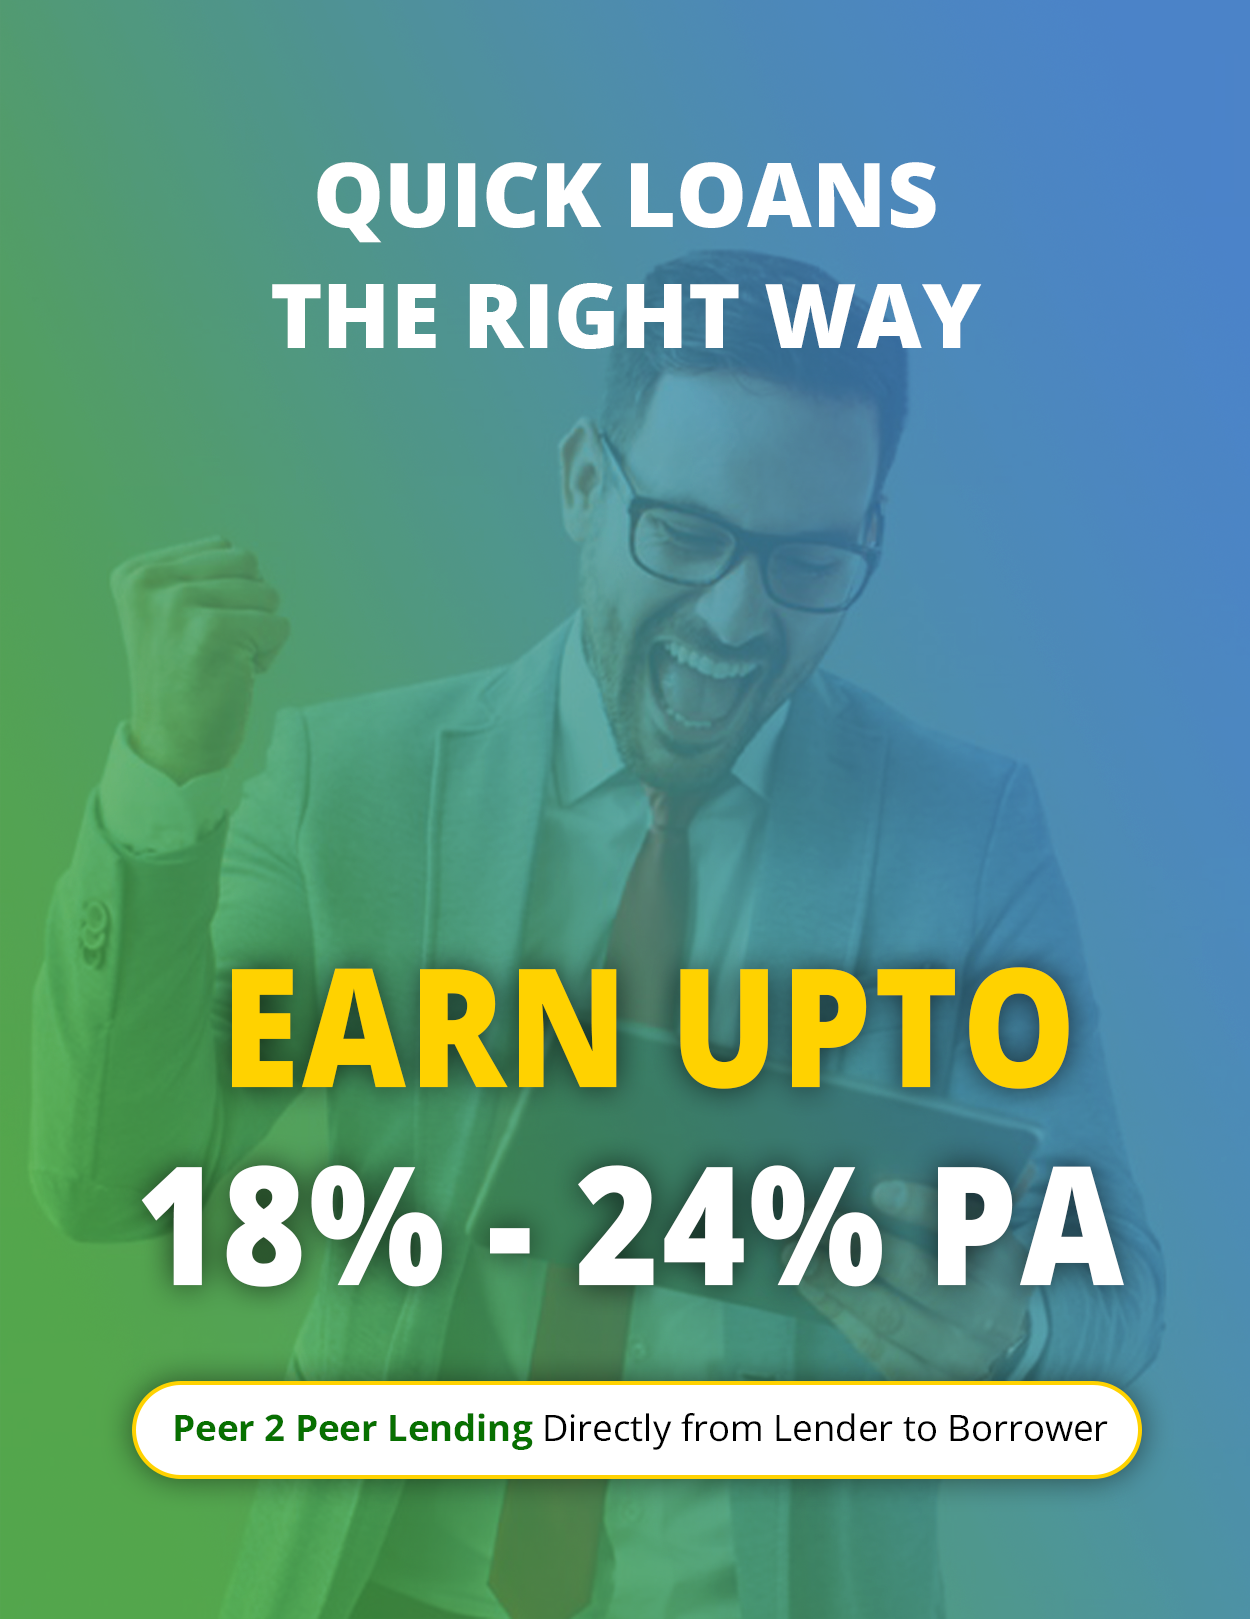 QUICK LOANS
THE RIGHT WAY
EARN UPTO
18% - 24% PA
Peer 2 Peer Lending Directly from Lender to Borrower